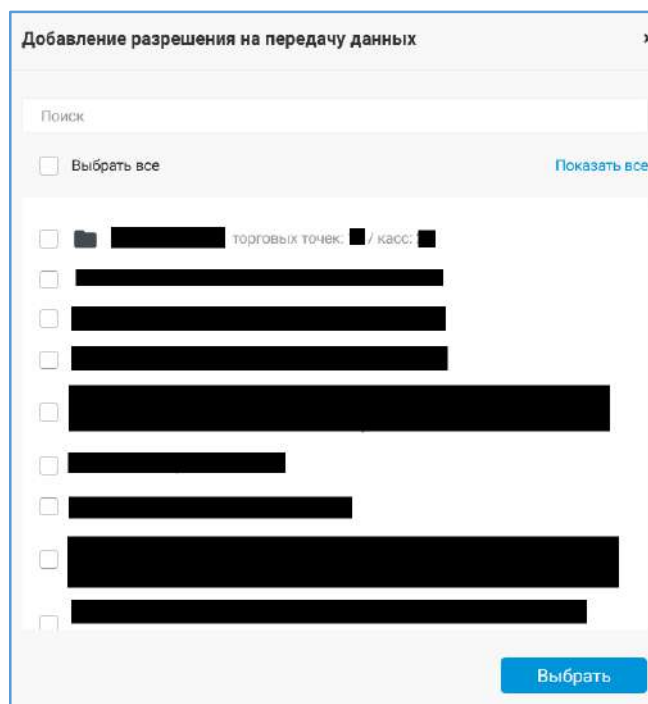 Добавление разрешения на передачу данных
Поиск
Выбрать все Показать все
торговых точек: / касс:
Выбрать